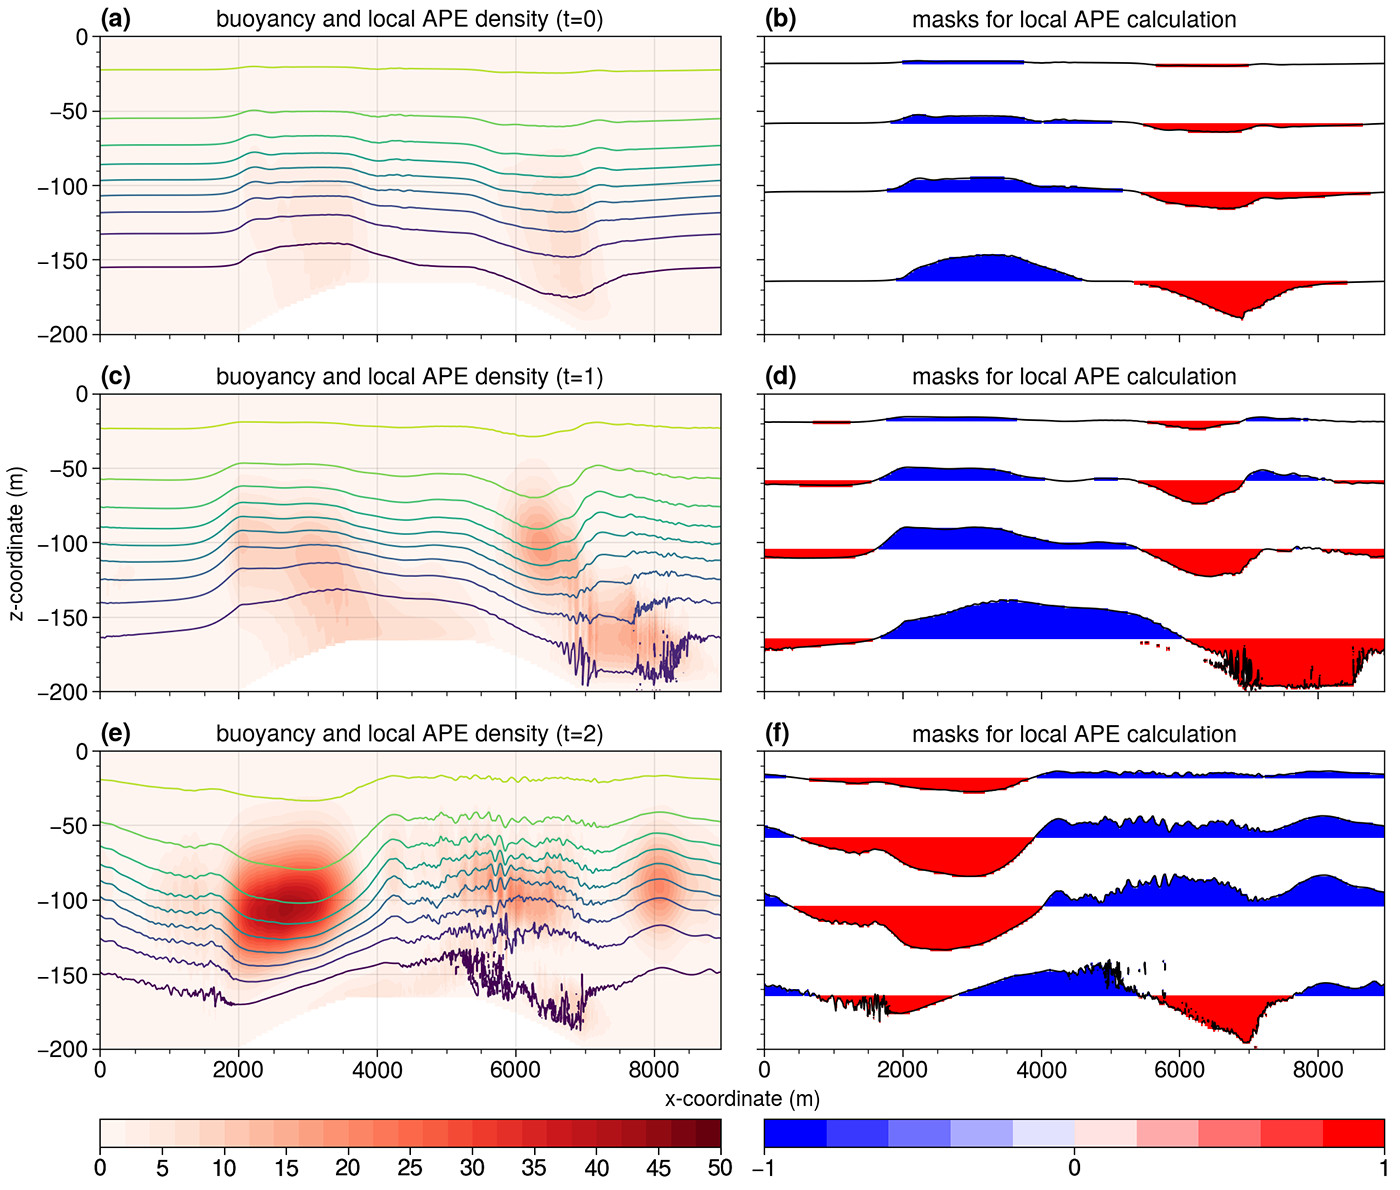 (a) buoyancy and local APE density (t=0)
(b) masks for local APE calculation
0
−50
−100
−150
−200
(c) buoyancy and local APE density (t=1)
(d) masks for local APE calculation
0
−50
−100
−150
−200
z-coordinate (m)
(e) buoyancy and local APE density (t=2)
(f) masks for local APE calculation
0
−50
−100
−150
−200
0 2000 4000 6000 8000
0 2000 4000 6000 8000
x-coordinate (m)
0 5 10 15 20 25 30 35 40 45 50
−1 0 1